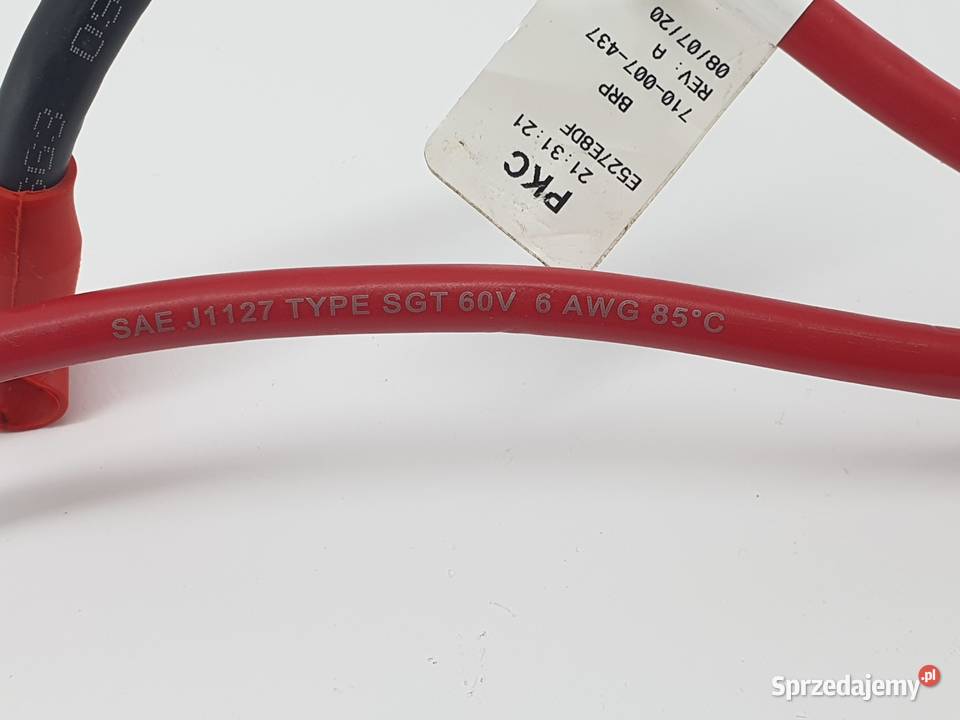 PKC
21:31:21
E527E8DF
BRP
710-007-437
REV: A
08/07/20
SAE J1127 TYPE SGT 60V 6 AWG 85°C
Sprzedajemy.pl